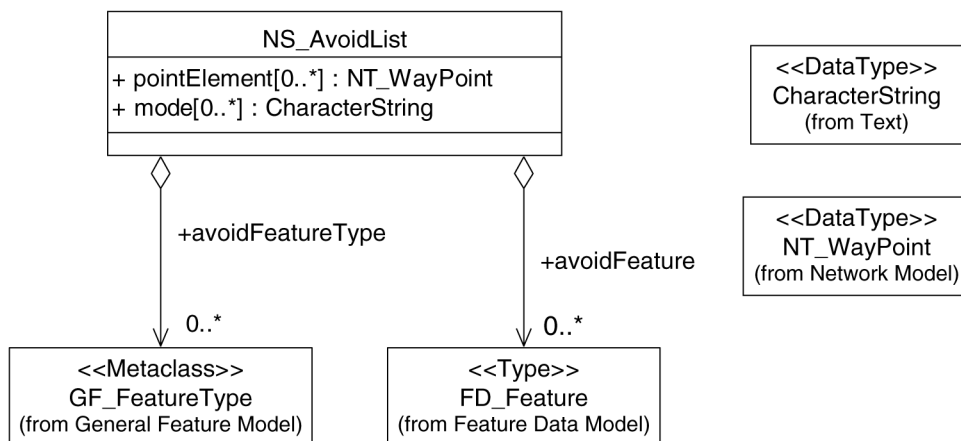 NS_AvoidList
+ pointElement[0..*] : NT_WayPoint
+ mode[0..*] : CharacterString
<<DataType>>
CharacterString
(from Text)
<<DataType>>
NT_WayPoint
(from Network Model)
+avoidFeatureType
+avoidFeature
0..*
0..*
<<Metaclass>>
GF_FeatureType
(from General Feature Model)
<<Type>>
FD_Feature
(from Feature Data Model)